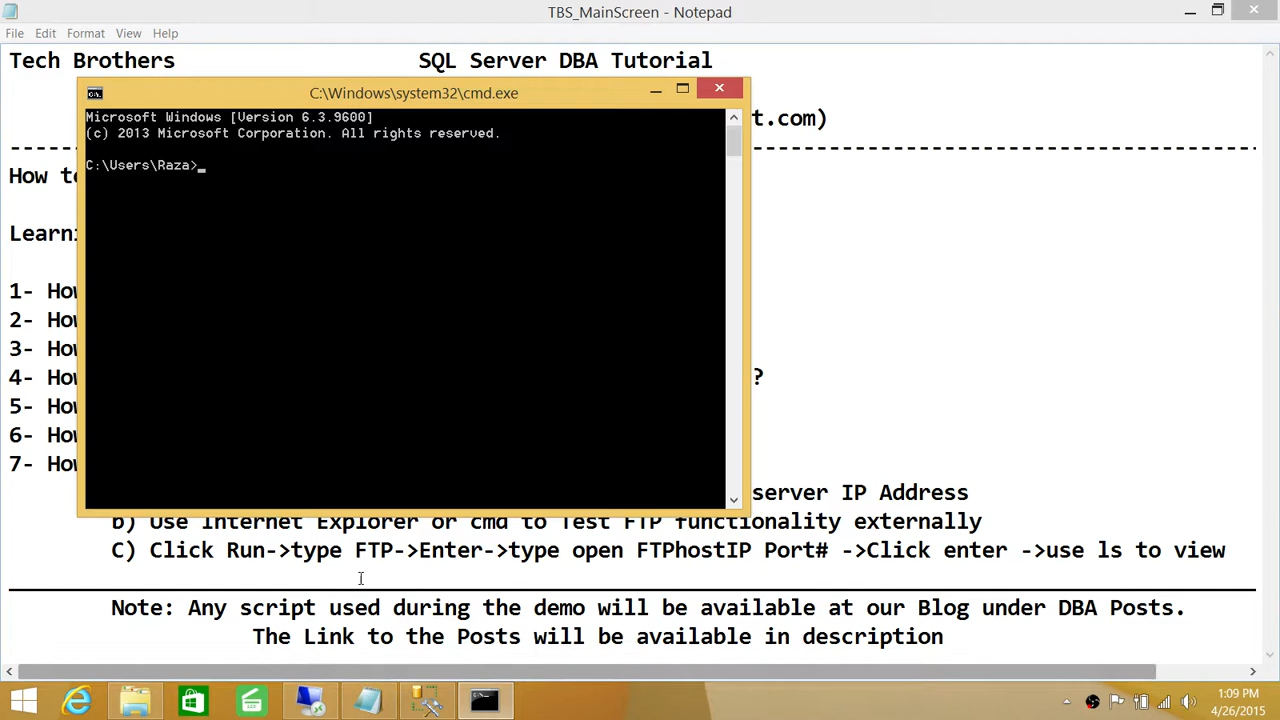 TBS_MainScreen - Notepad
File Edit Format View Help
Tech Brothers SQL Server DBA Tutorial
C:\Windows\system32\cmd.exe
Microsoft Windows [Version 6.3.9600]
(c) 2013 Microsoft Corporation. All rights reserved.
C:\Users\Raza>_
t.com)
How to
Learni
1- How
2- How
3- How
4- How ?
5- How
6- How
7- How
server IP Address
b) Use Internet Explorer or cmd to Test FTP functionality externally
C) Click Run->type FTP->Enter->type open FTPhostIP Port# ->Click enter ->use ls to view
Note: Any script used during the demo will be available at our Blog under DBA Posts.
The Link to the Posts will be available in description
1:09 PM
4/26/2015